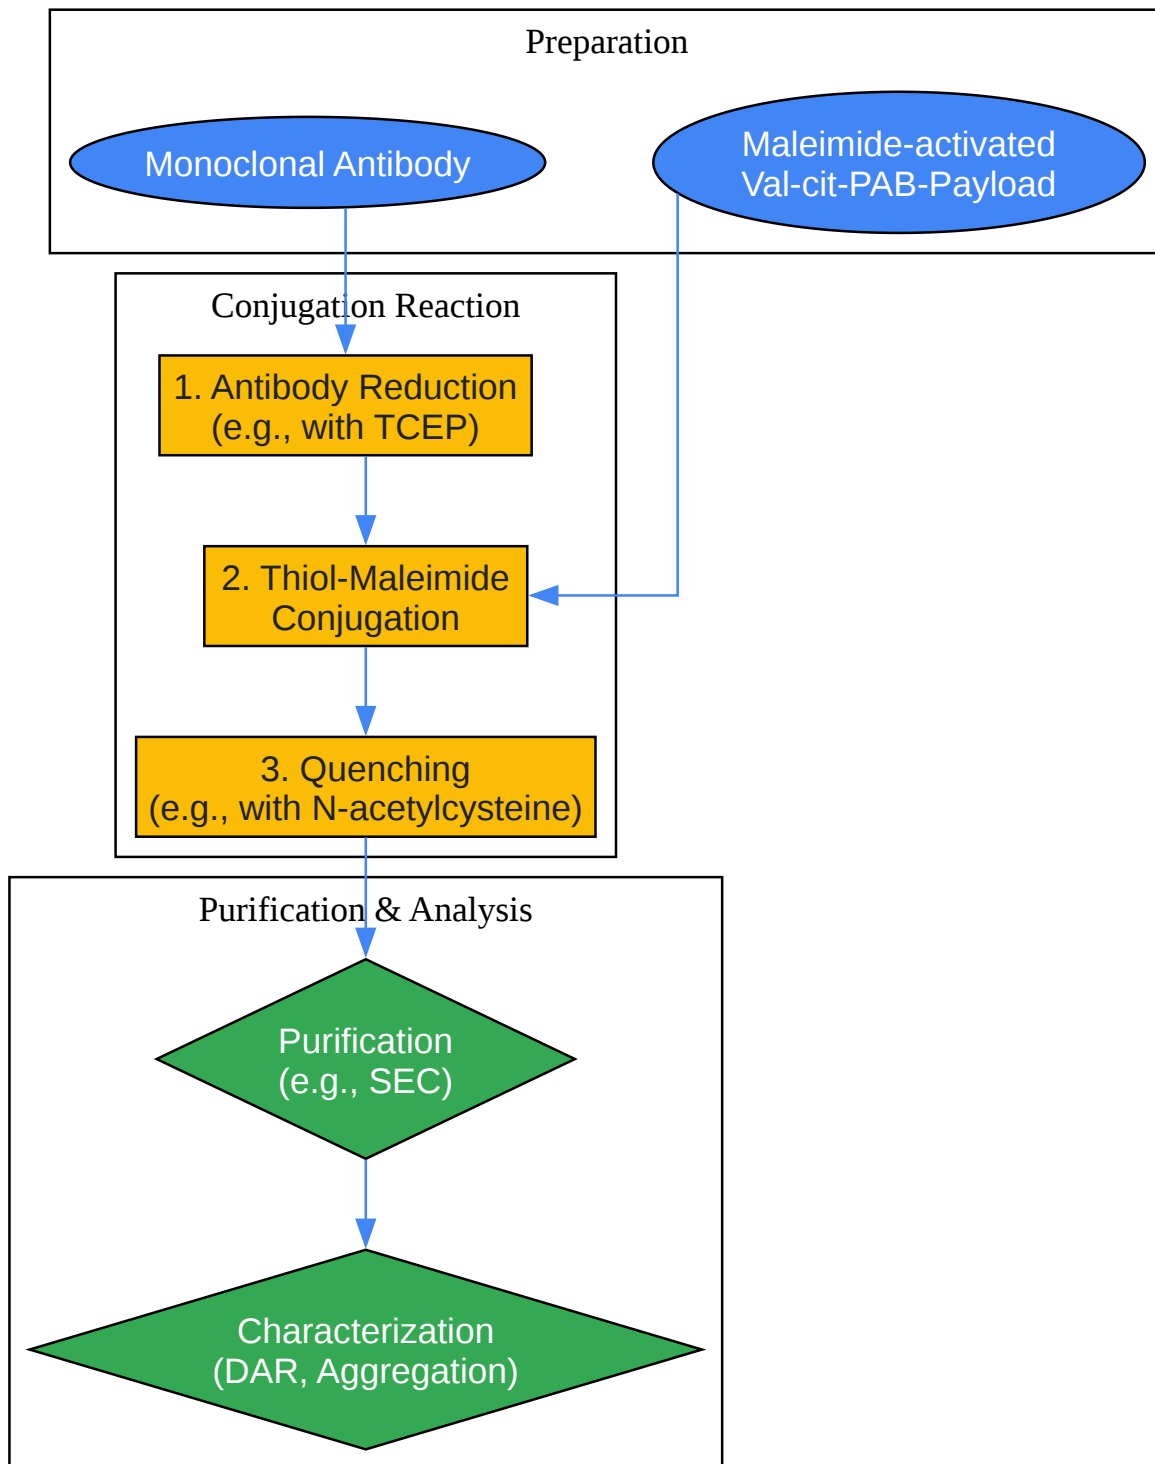 Preparation
Monoclonal Antibody
Maleimide-activated
Val-cit-PAB-Payload
Conjugation Reaction
1. Antibody Reduction
(e.g., with TCEP)
2. Thiol-Maleimide
Conjugation
3. Quenching
(e.g., with N-acetylcysteine)
Purification & Analysis
Purification
(e.g., SEC)
Characterization
(DAR, Aggregation)